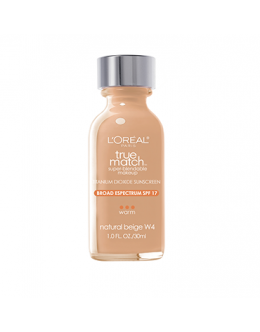 L'ORÉAL
PARIS
true
match.
super-blendable
makeup
TITANIUM DIOXIDE SUNSCREEN
BROAD ESPECTRUM SPF 17
warm
natural beige W4
1.0 FL. OZ./30ml